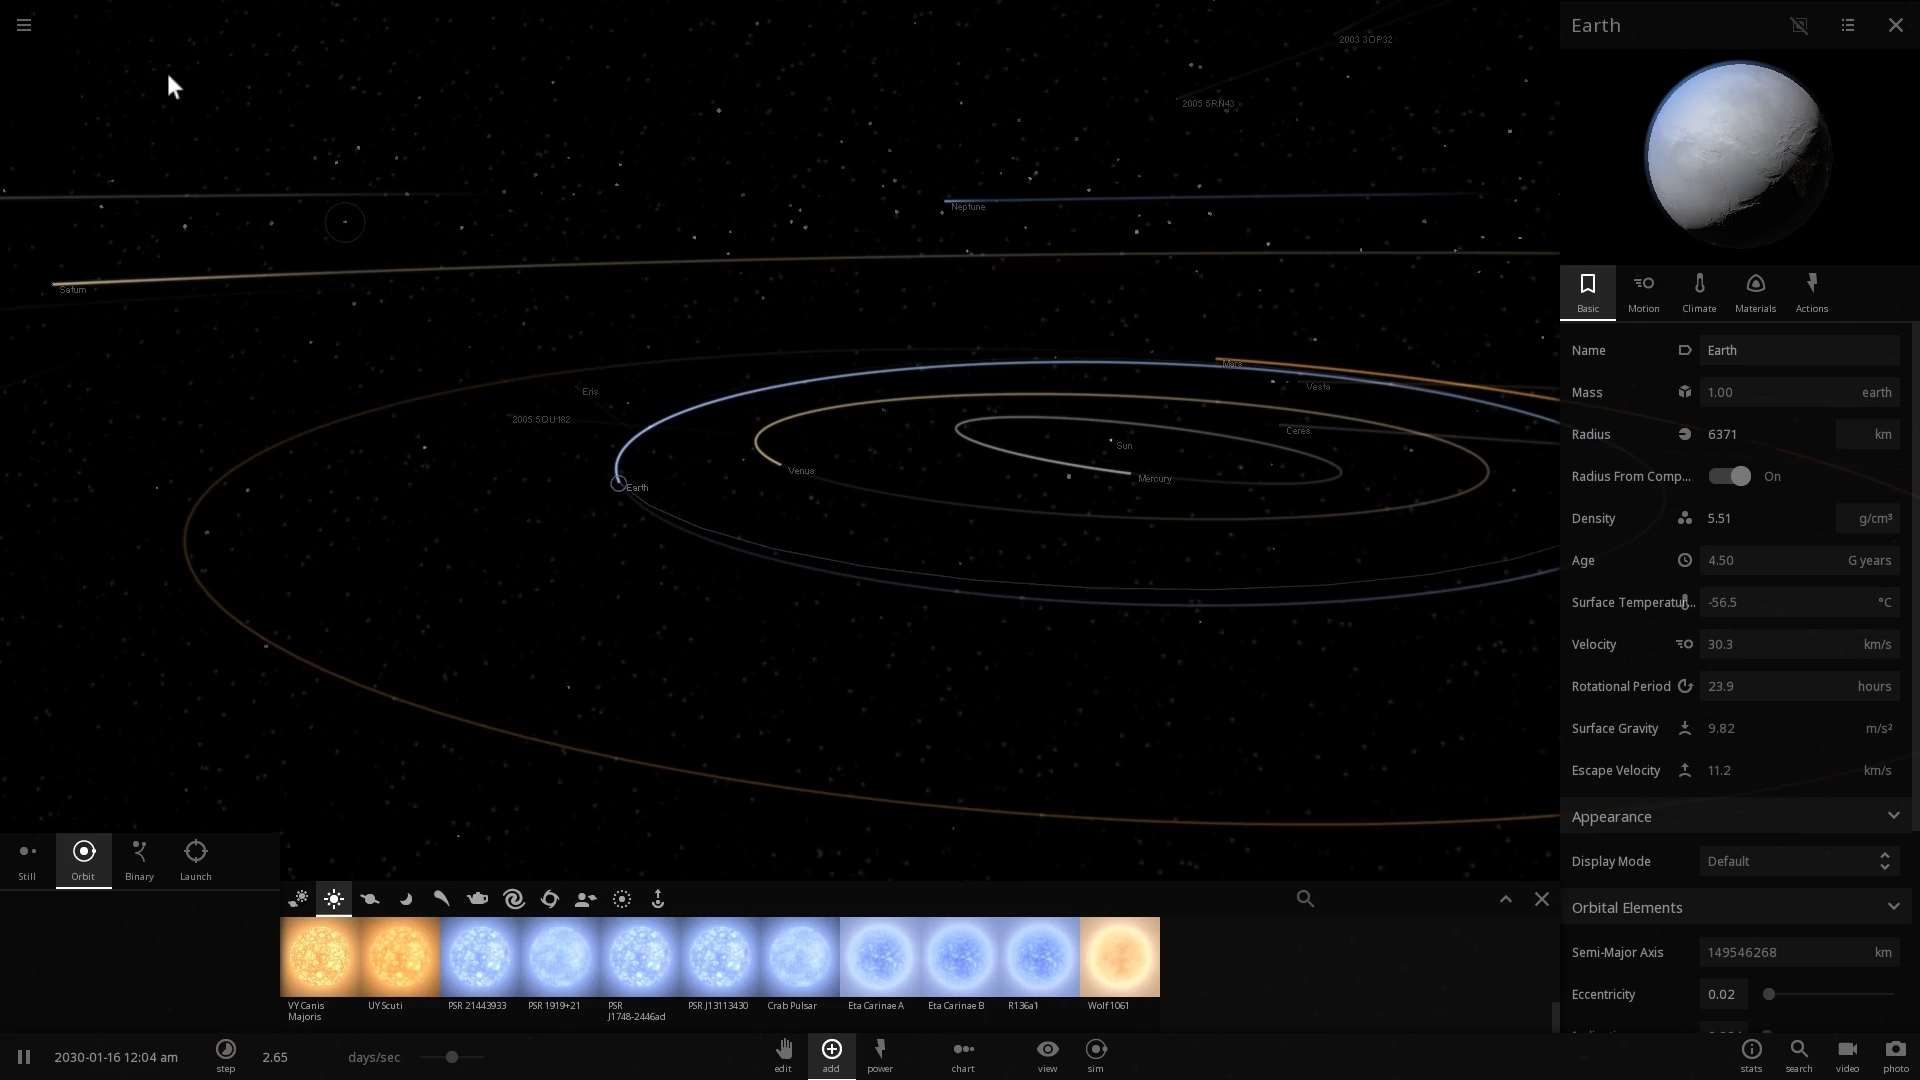 Earth
2003 3OP32
2005 5RN43
Neptune
Saturn
Mars
Eris
Vesta
2005 5QU182
Ceres
Sun
Venus
Mercury
Earth
Basic
Motion
Climate
Materials
Actions
Name Earth
Mass 1.00 earth
Radius 6371 km
Radius From Comp... On
Density 5.51 g/cm³
Age 4.50 G years
Surface Temperatur... -56.5 °C
Velocity 30.3 km/s
Rotational Period 23.9 hours
Surface Gravity 9.82 m/s²
Escape Velocity 11.2 km/s
Appearance
Display Mode Default
Orbital Elements
Semi-Major Axis 149546268 km
Eccentricity 0.02
Still
Orbit
Binary
Launch
VY Canis
Majoris
UY Scuti
PSR 21443933
PSR 1919+21
PSR
J1748-2446ad
PSR J13113430
Crab Pulsar
Eta Carinae A
Eta Carinae B
R136a1
Wolf 1061
2030-01-16 12:04 am
step
2.65 days/sec
edit
add
power
chart
view
sim
stats
search
video
photo